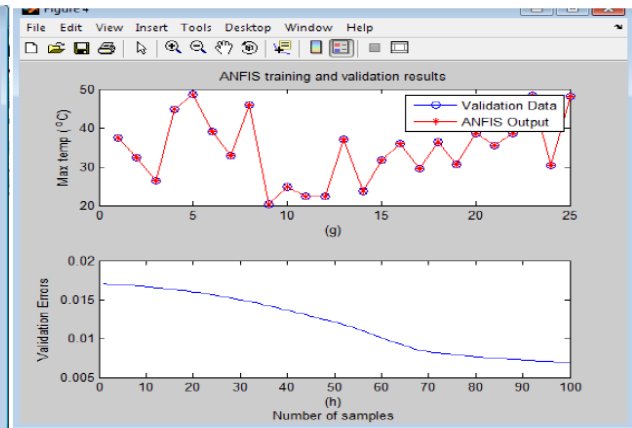 Figure 4
File Edit View Insert Tools Desktop Window Help
ANFIS training and validation results
Max temp (°C)
50
40
30
20
Validation Data
ANFIS Output
0 5 10 15 20 25
(g)
Validation Errors
0.02
0.015
0.01
0.005
0 10 20 30 40 50 60 70 80 90 100
(h)
Number of samples